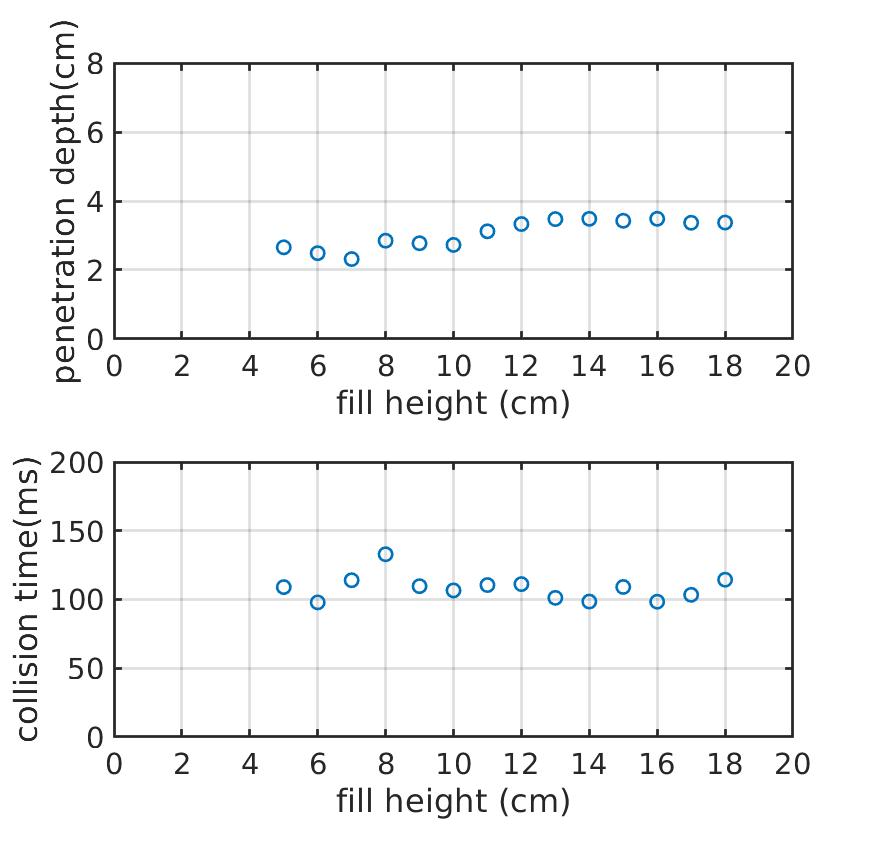 penetration depth(cm)
8
6
4
2
0
0 2 4 6 8 10 12 14 16 18 20
fill height (cm)
collision time(ms)
200
150
100
50
0
0 2 4 6 8 10 12 14 16 18 20
fill height (cm)